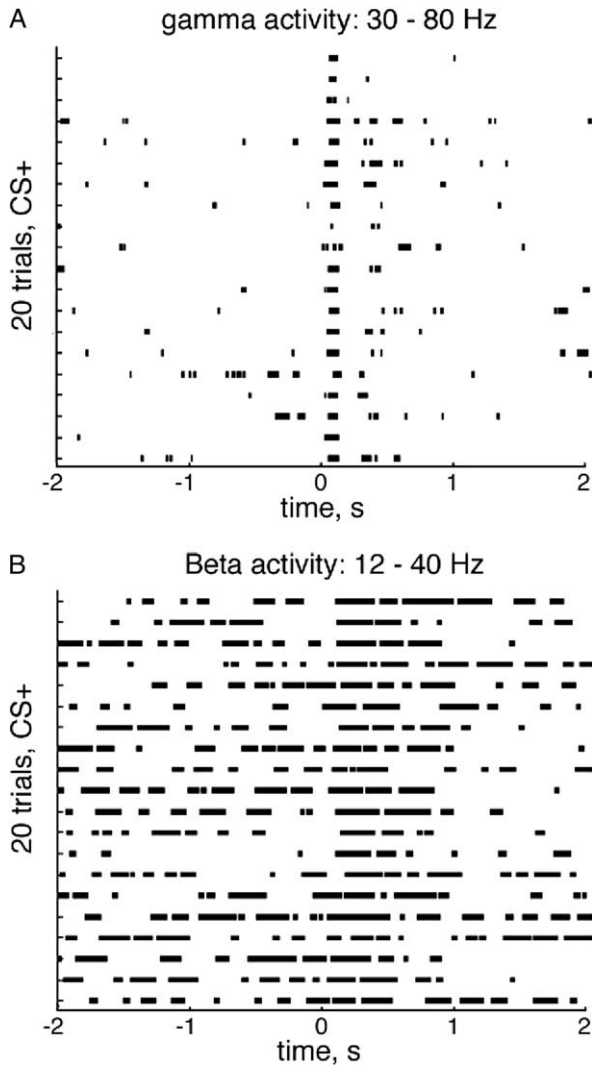 A
gamma activity: 30 - 80 Hz
20 trials, CS+
-2 -1 0 1 2
time, s
B
Beta activity: 12 - 40 Hz
20 trials, CS+
-2 -1 0 1 2
time, s